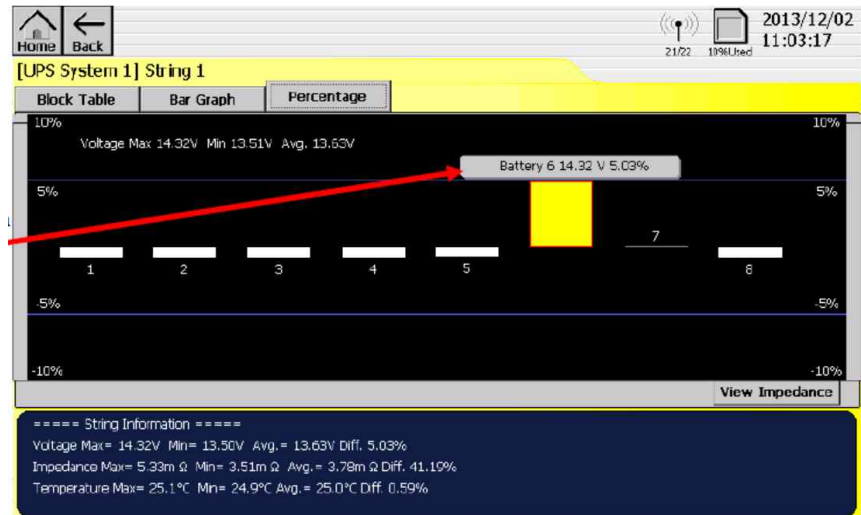 Home Back
21/22 10%Used
2013/12/02
11:03:17
[UPS System 1] String 1
Block Table Bar Graph Percentage
10% 10%
Voltage Max 14.32V Min 13.51V Avg. 13.63V
Battery 6 14.32 V 5.03%
5% 5%
7
1 2 3 4 5 8
-5% -5%
-10% -10%
View Impedance
===== String Information =====
Voltage Max= 14.32V Min= 13.50V Avg.= 13.63V Diff. 5.03%
Impedance Max= 5.33m Ω Min= 3.51m Ω Avg.= 3.78m Ω Diff. 41.19%
Temperature Max= 25.1°C Min= 24.9°C Avg.= 25.0°C Diff. 0.59%